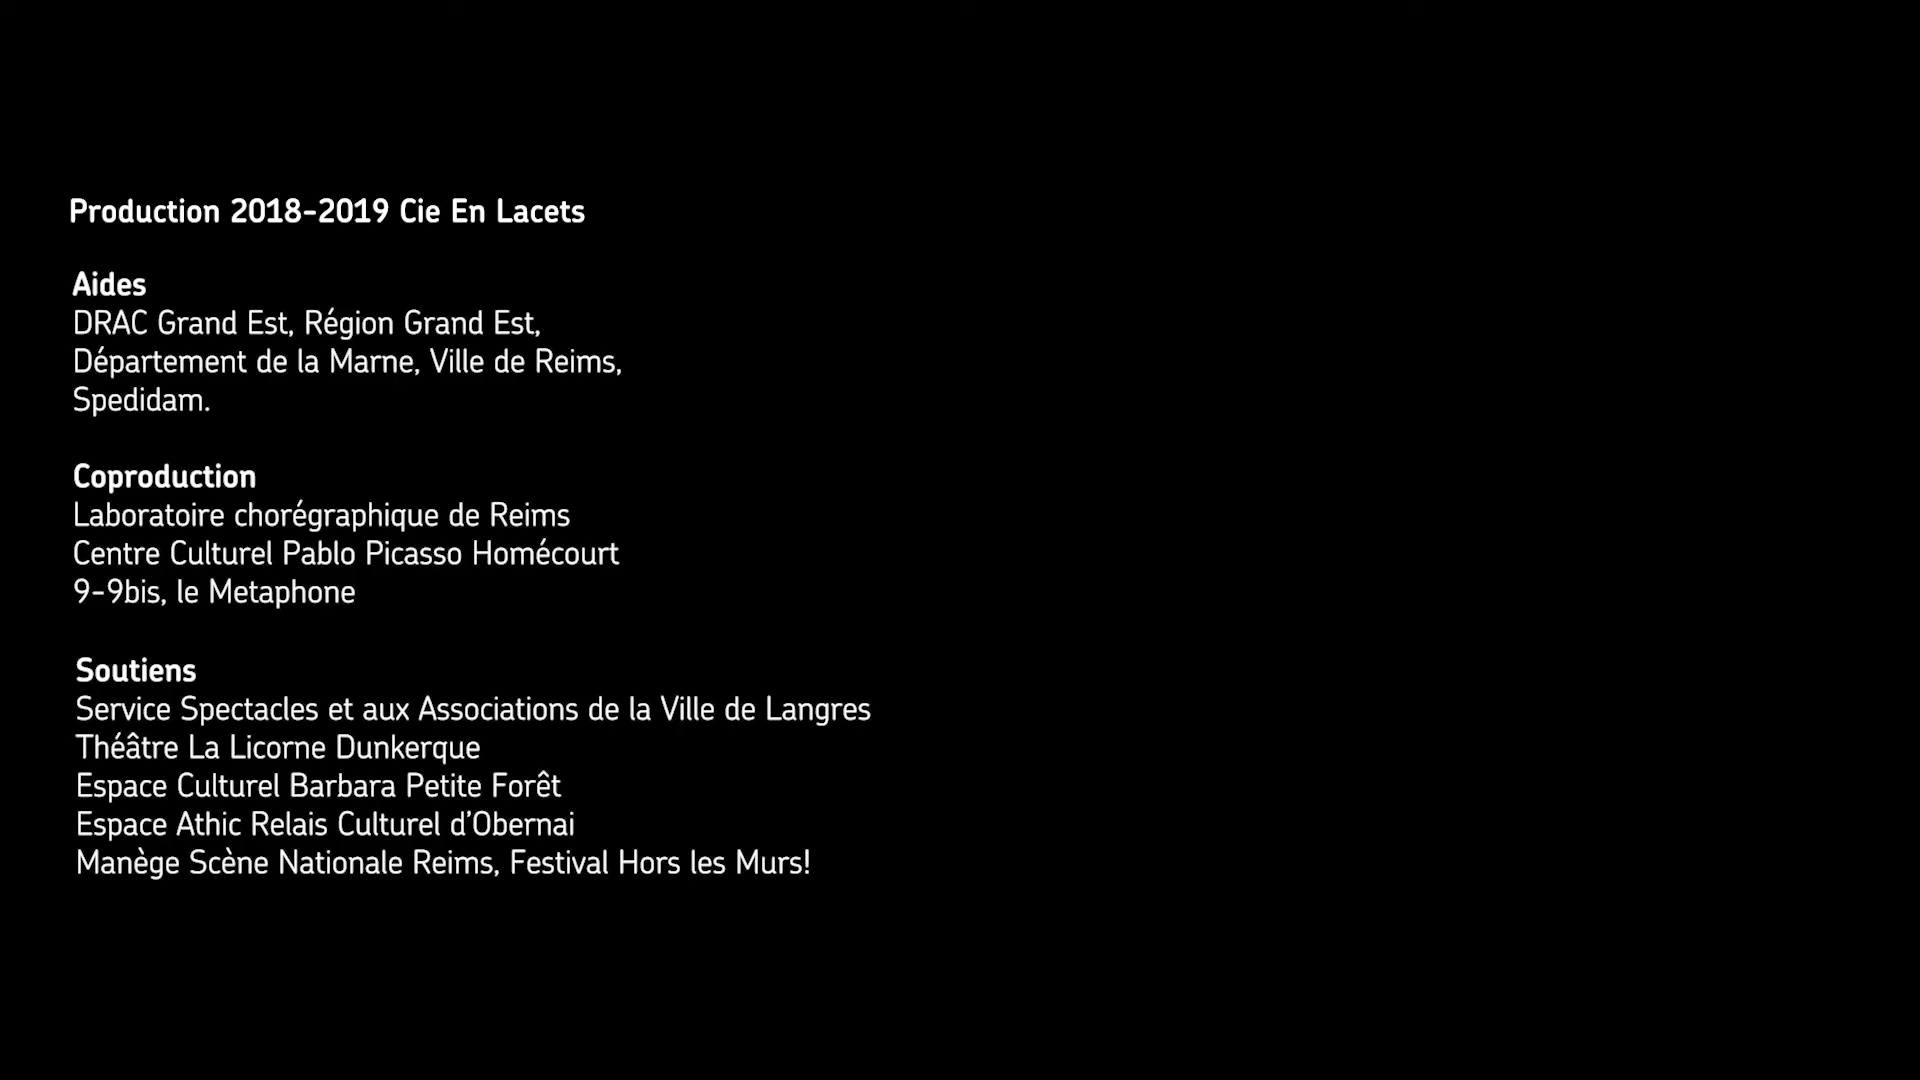 Production 2018-2019 Cie En Lacets
Aides
DRAC Grand Est, Région Grand Est,
Département de la Marne, Ville de Reims,
Spedidam.
Coproduction
Laboratoire chorégraphique de Reims
Centre Culturel Pablo Picasso Homécourt
9-9bis, le Metaphone
Soutiens
Service Spectacles et aux Associations de la Ville de Langres
Théâtre La Licorne Dunkerque
Espace Culturel Barbara Petite Forêt
Espace Athic Relais Culturel d’Obernai
Manège Scène Nationale Reims, Festival Hors les Murs!